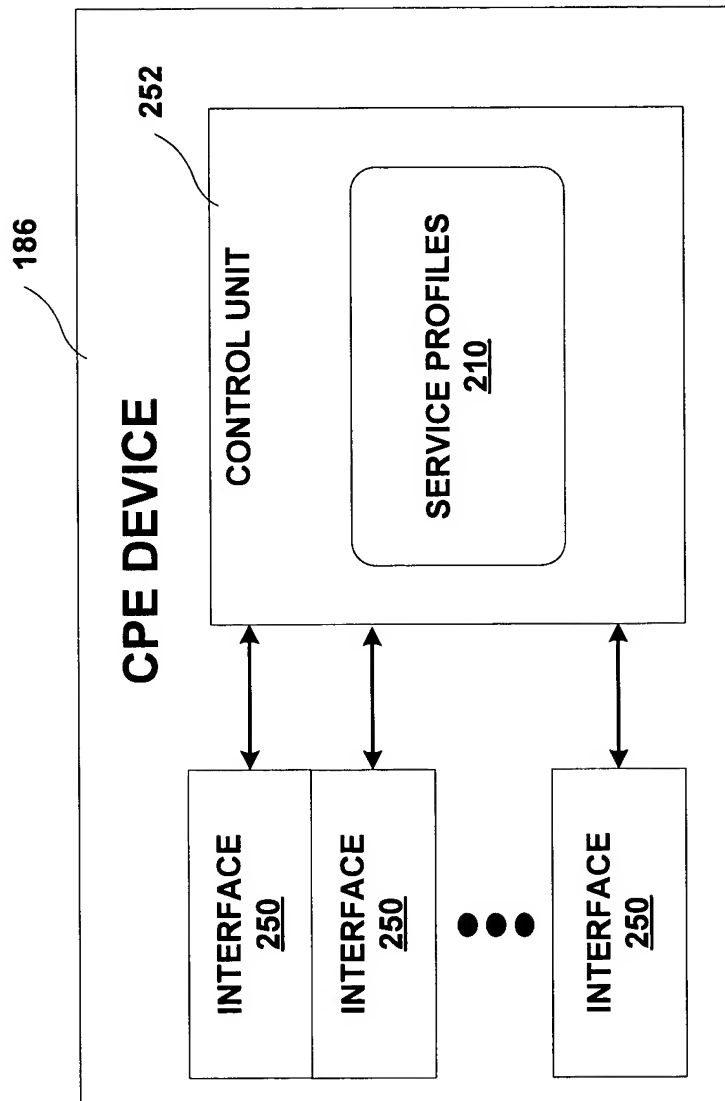 186
CPE DEVICE
252
CONTROL UNIT
SERVICE PROFILES
210
INTERFACE
250
INTERFACE
250
INTERFACE
250